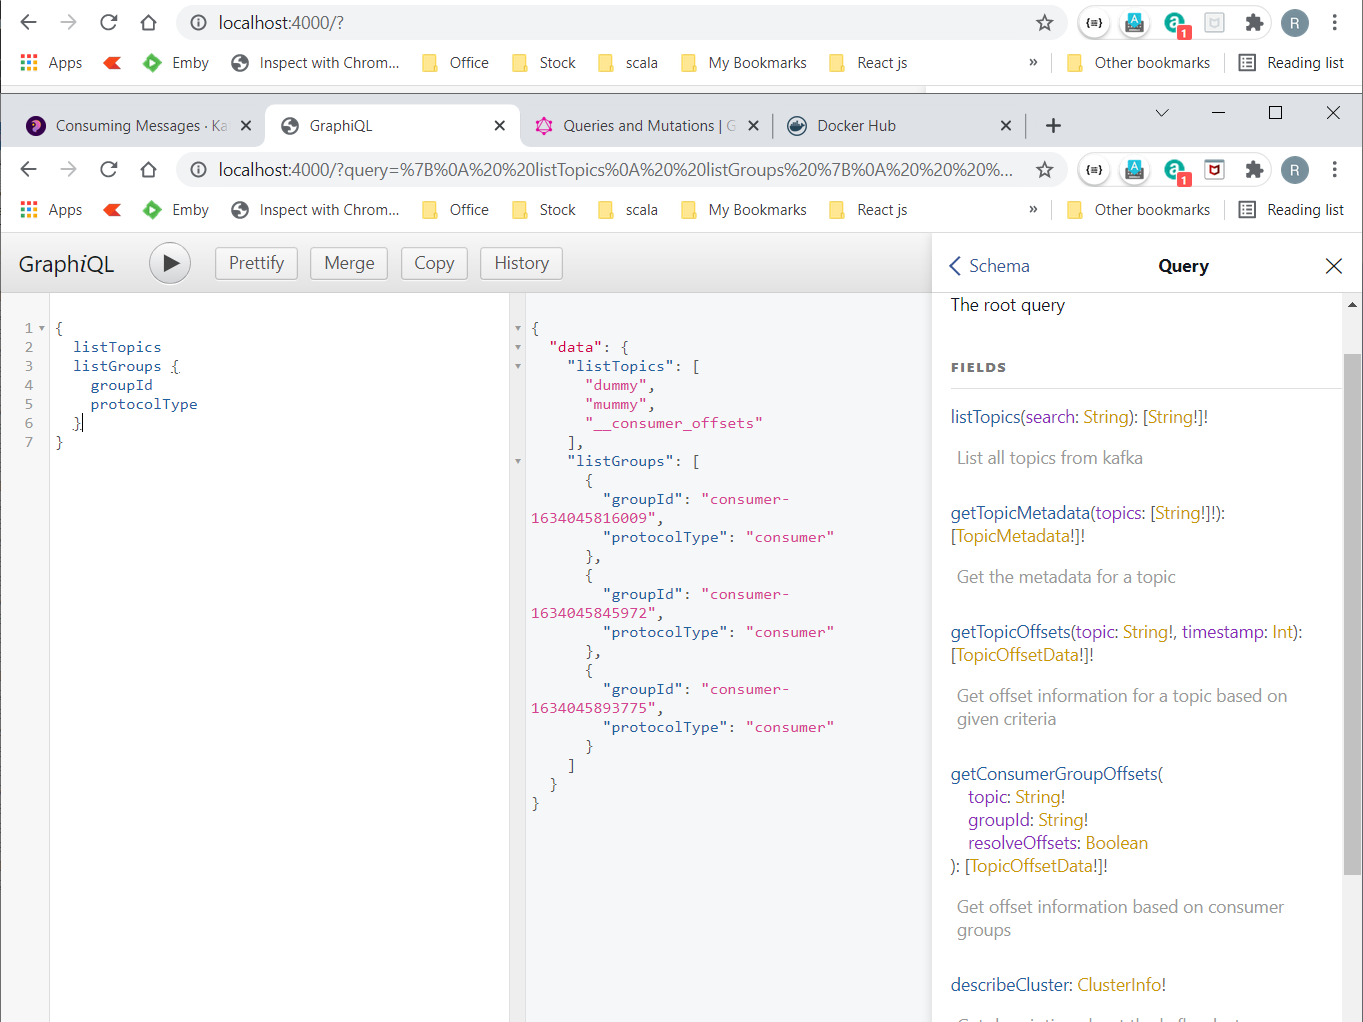 localhost:4000/?
1
R
Apps
Emby
Inspect with Chrom...
Office
Stock
scala
My Bookmarks
React js
»
Other bookmarks
Reading list
Consuming Messages · Ka
GraphiQL
Queries and Mutations | G
Docker Hub
localhost:4000/?query=%7B%0A%20%20listTopics%0A%20%20listGroups%20%7B%0A%20%20%20%...
1
R
Apps
Emby
Inspect with Chrom...
Office
Stock
scala
My Bookmarks
React js
»
Other bookmarks
Reading list
GraphiQL
Prettify
Merge
Copy
History
Schema
Query
1 {
2 listTopics
3 listGroups {
4 groupId
5 protocolType
6 }
7 }
{
"data": {
"listTopics": [
"dummy",
"mummy",
"__consumer_offsets"
],
"listGroups": [
{
"groupId": "consumer-
1634045816009",
"protocolType": "consumer"
},
{
"groupId": "consumer-
1634045845972",
"protocolType": "consumer"
},
{
"groupId": "consumer-
1634045893775",
"protocolType": "consumer"
}
]
}
}
The root query
FIELDS
listTopics(search: String): [String!]!
List all topics from kafka
getTopicMetadata(topics: [String!]!):
[TopicMetadata!]!
Get the metadata for a topic
getTopicOffsets(topic: String!, timestamp: Int):
[TopicOffsetData!]!
Get offset information for a topic based on
given criteria
getConsumerGroupOffsets(
topic: String!
groupId: String!
resolveOffsets: Boolean
): [TopicOffsetData!]!
Get offset information based on consumer
groups
describeCluster: ClusterInfo!